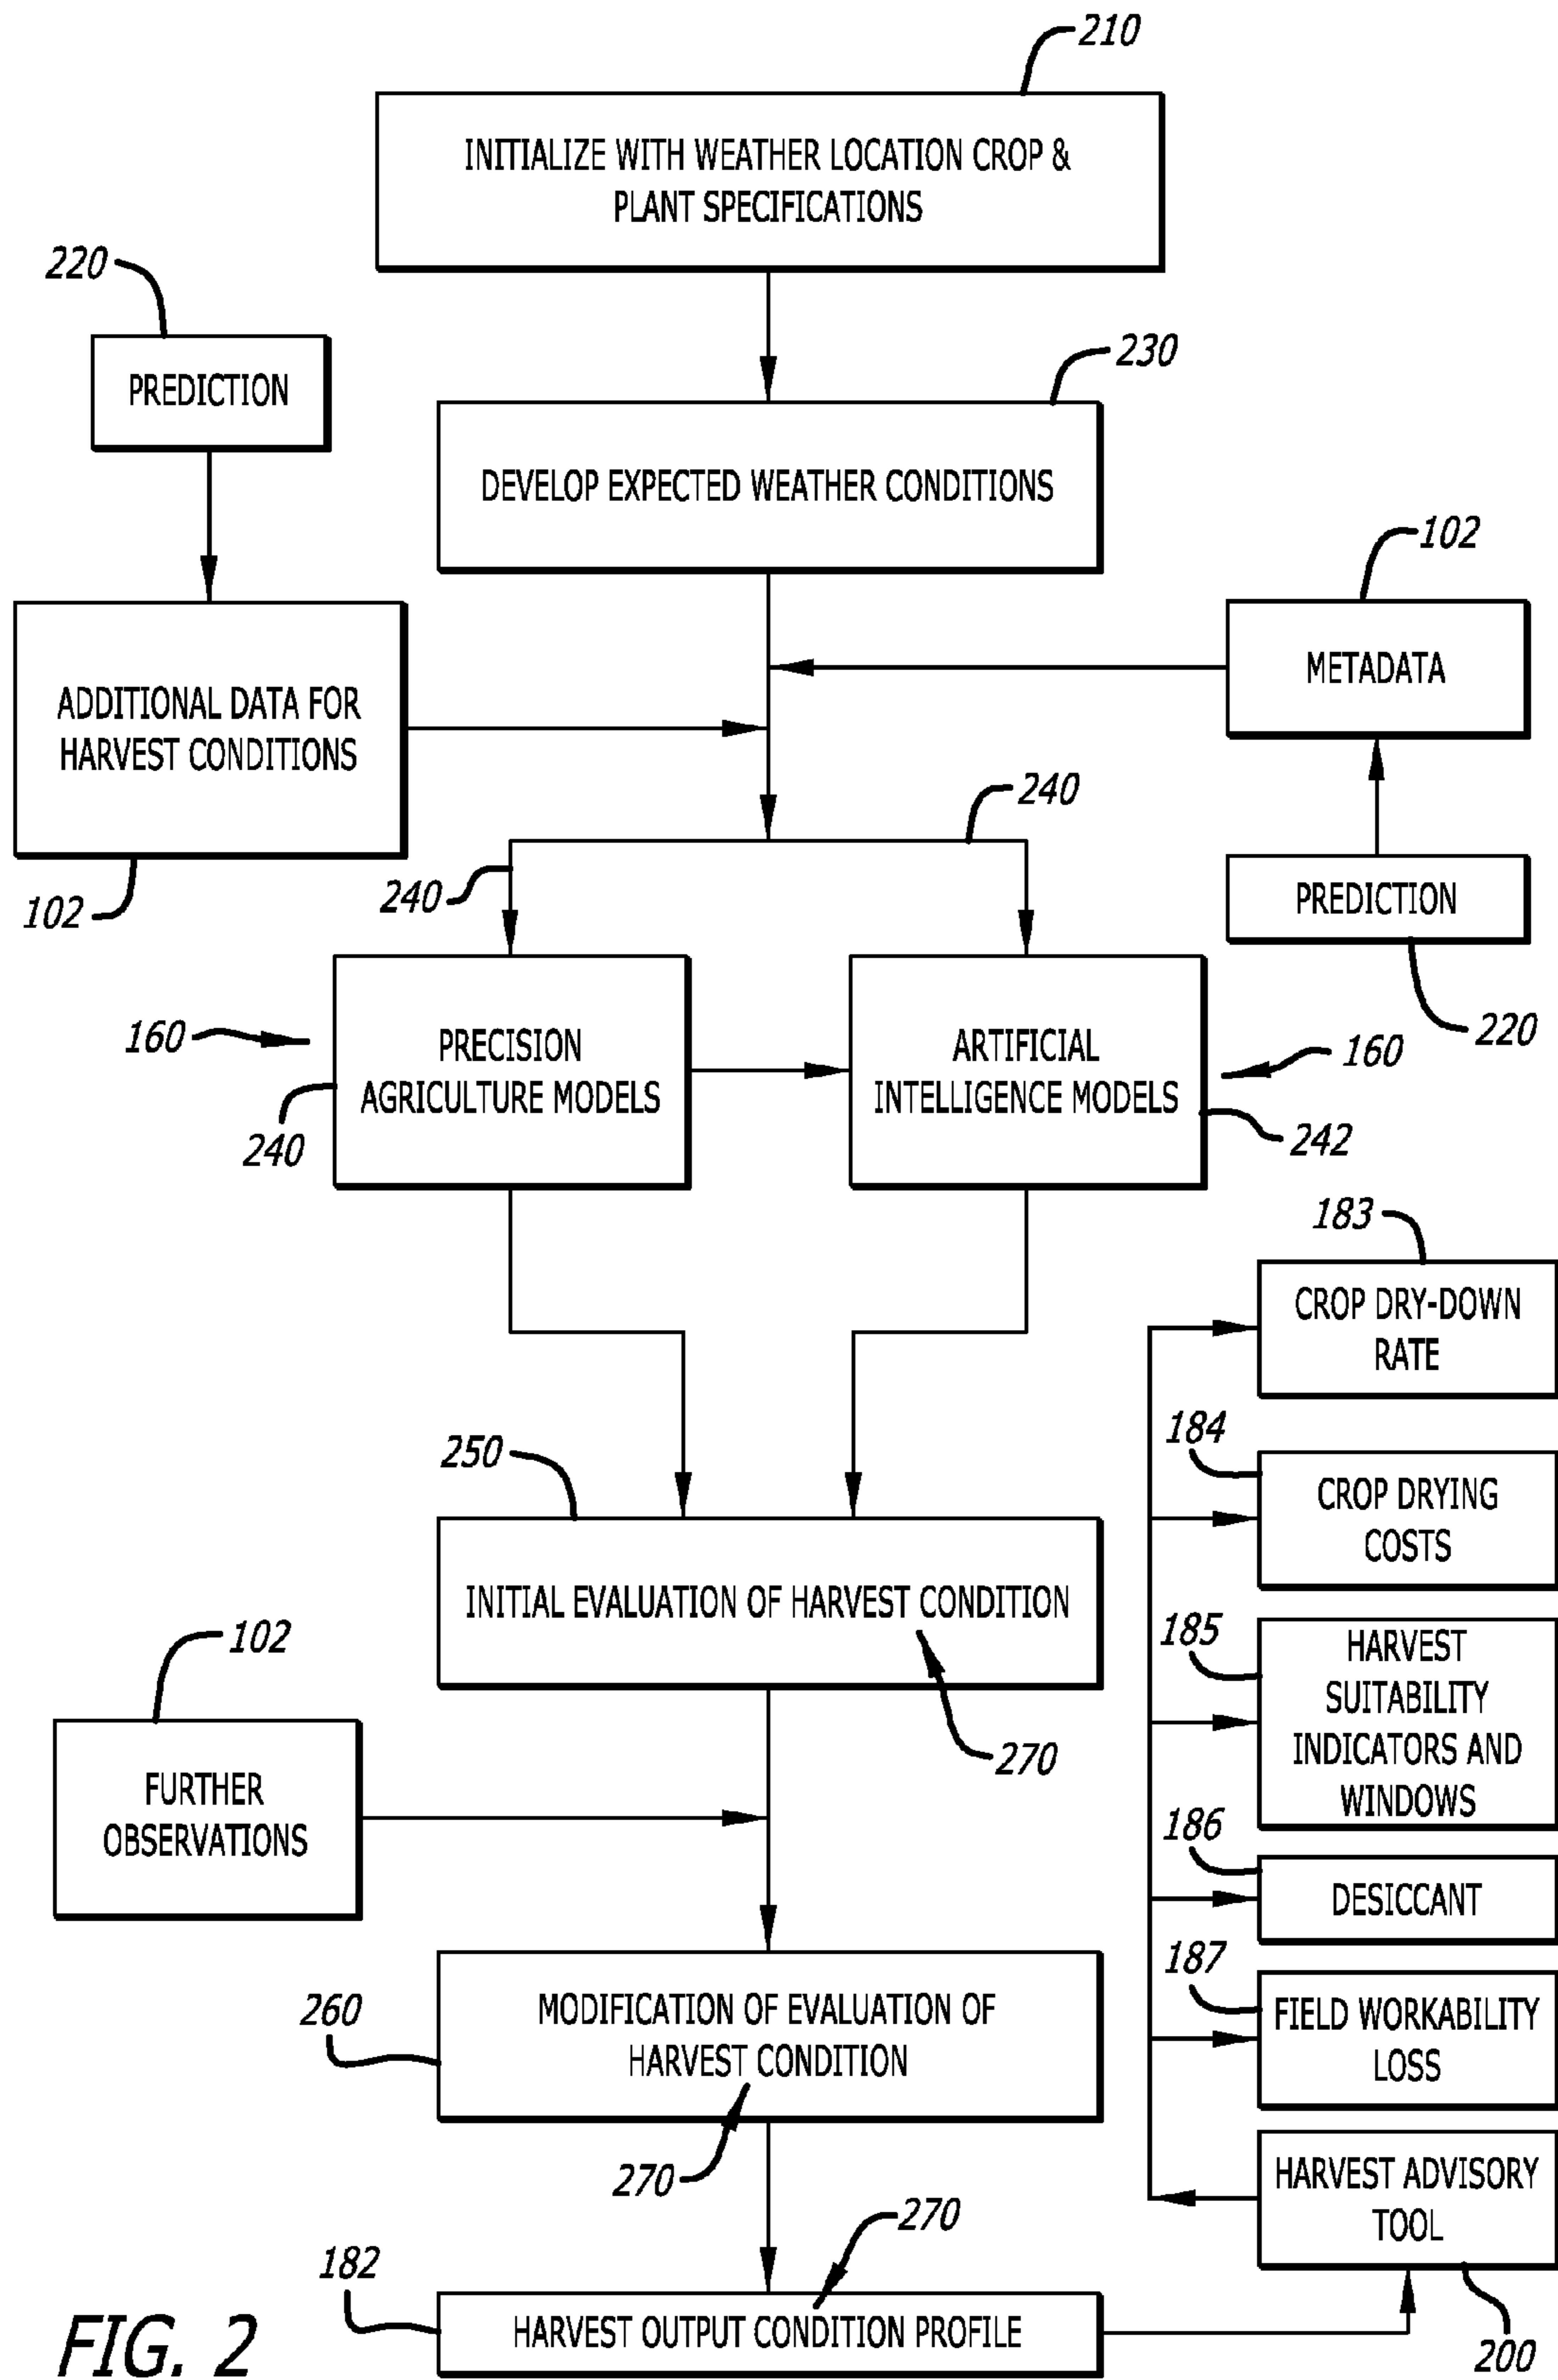 210
INITIALIZE WITH WEATHER LOCATION CROP &
PLANT SPECIFICATIONS
220
PREDICTION
230
DEVELOP EXPECTED WEATHER CONDITIONS
102
METADATA
ADDITIONAL DATA FOR
HARVEST CONDITIONS
102
240
240
PREDICTION
220
160
PRECISION
AGRICULTURE MODELS
240
ARTIFICIAL
INTELLIGENCE MODELS
160
242
183
CROP DRY-DOWN
RATE
184
CROP DRYING
COSTS
250
INITIAL EVALUATION OF HARVEST CONDITION
270
185
HARVEST
SUITABILITY
INDICATORS AND
WINDOWS
102
FURTHER
OBSERVATIONS
186
DESICCANT
187
FIELD WORKABILITY
LOSS
260
MODIFICATION OF EVALUATION OF
HARVEST CONDITION
270
HARVEST ADVISORY
TOOL
200
270
182
HARVEST OUTPUT CONDITION PROFILE
FIG. 2